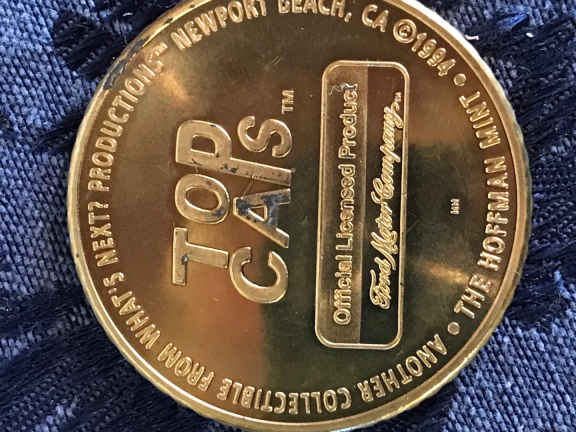 ANOTHER COLLECTIBLE FROM WHAT'S NEXT? PRODUCTIONS™ NEWPORT BEACH, CA ©1994 • THE HOFFMAN MINT •
TOP
CATS™
Official Licensed Product
Ford Motor Company™
HM